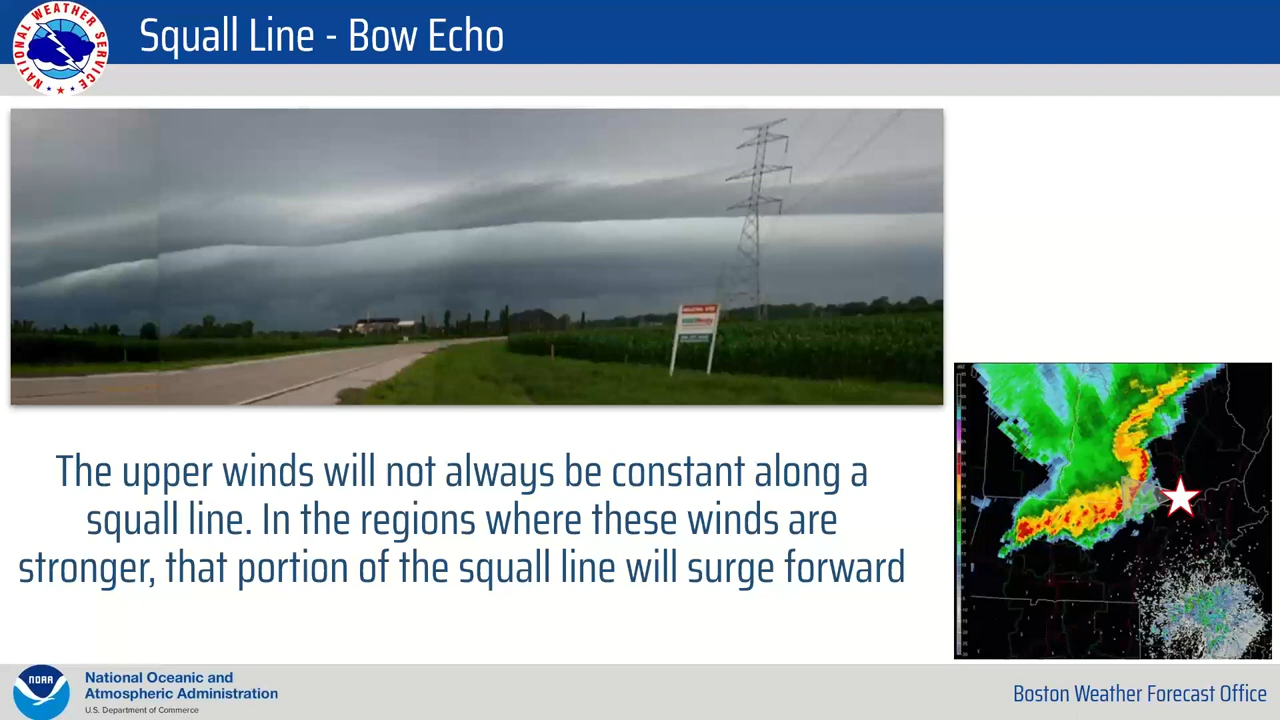 NATIONAL WEATHER SERVICE
Squall Line - Bow Echo
The upper winds will not always be constant along a
squall line. In the regions where these winds are
stronger, that portion of the squall line will surge forward
NOAA
National Oceanic and
Atmospheric Administration
U.S. Department of Commerce
Boston Weather Forecast Office